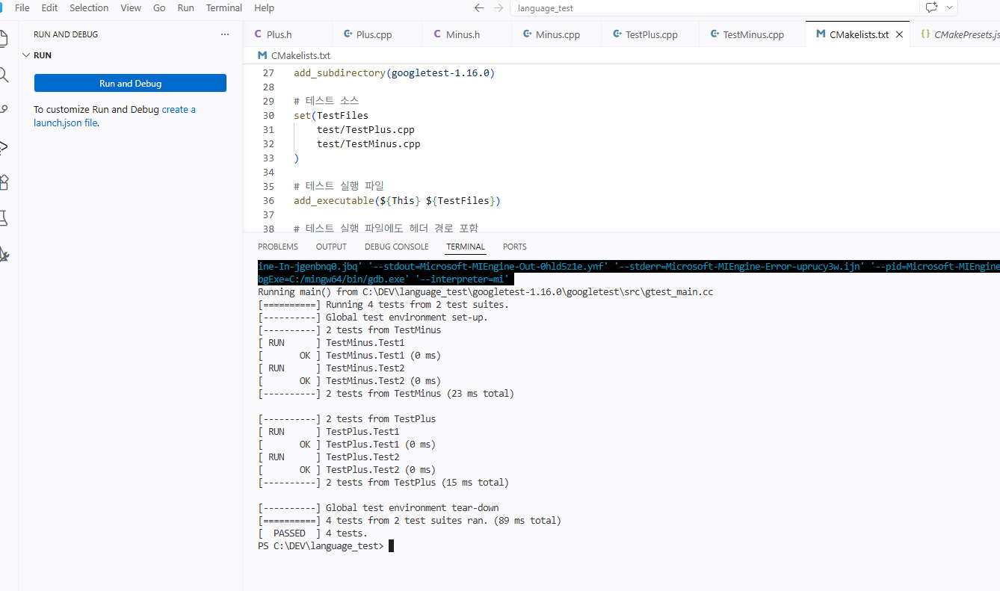 File Edit Selection View Go Run Terminal Help
language_test
RUN AND DEBUG ...
RUN
Run and Debug
To customize Run and Debug create a
launch.json file.
Plus.h Plus.cpp Minus.h Minus.cpp TestPlus.cpp TestMinus.cpp CMakelists.txt CMakePresets.js
CMakelists.txt
27 add_subdirectory(googletest-1.16.0)
28
29 # 테스트 소스
30 set(TestFiles
31 test/TestPlus.cpp
32 test/TestMinus.cpp
33 )
34
35 # 테스트 실행 파일
36 add_executable(${This} ${TestFiles})
37
38 # 테스트 실행 파일에도 헤더 경로 포함
PROBLEMS OUTPUT DEBUG CONSOLE TERMINAL PORTS
ine-In-jgenbnq0.jbq' '--stdout=Microsoft-MIEngine-Out-0hld5z1e.ynf' '--stderr=Microsoft-MIEngine-Error-uprucy3w.ijn' '--pid=Microsoft-MIEngine
bgExe=C:/mingw64/bin/gdb.exe' '--interpreter=mi'
Running main() from C:\DEV\language_test\googletest-1.16.0\googletest\src\gtest_main.cc
[==========] Running 4 tests from 2 test suites.
[----------] Global test environment set-up.
[----------] 2 tests from TestMinus
[ RUN      ] TestMinus.Test1
[       OK ] TestMinus.Test1 (0 ms)
[ RUN      ] TestMinus.Test2
[       OK ] TestMinus.Test2 (0 ms)
[----------] 2 tests from TestMinus (23 ms total)
[----------] 2 tests from TestPlus
[ RUN      ] TestPlus.Test1
[       OK ] TestPlus.Test1 (0 ms)
[ RUN      ] TestPlus.Test2
[       OK ] TestPlus.Test2 (0 ms)
[----------] 2 tests from TestPlus (15 ms total)
[----------] Global test environment tear-down
[==========] 4 tests from 2 test suites ran. (89 ms total)
[  PASSED  ] 4 tests.
PS C:\DEV\language_test>